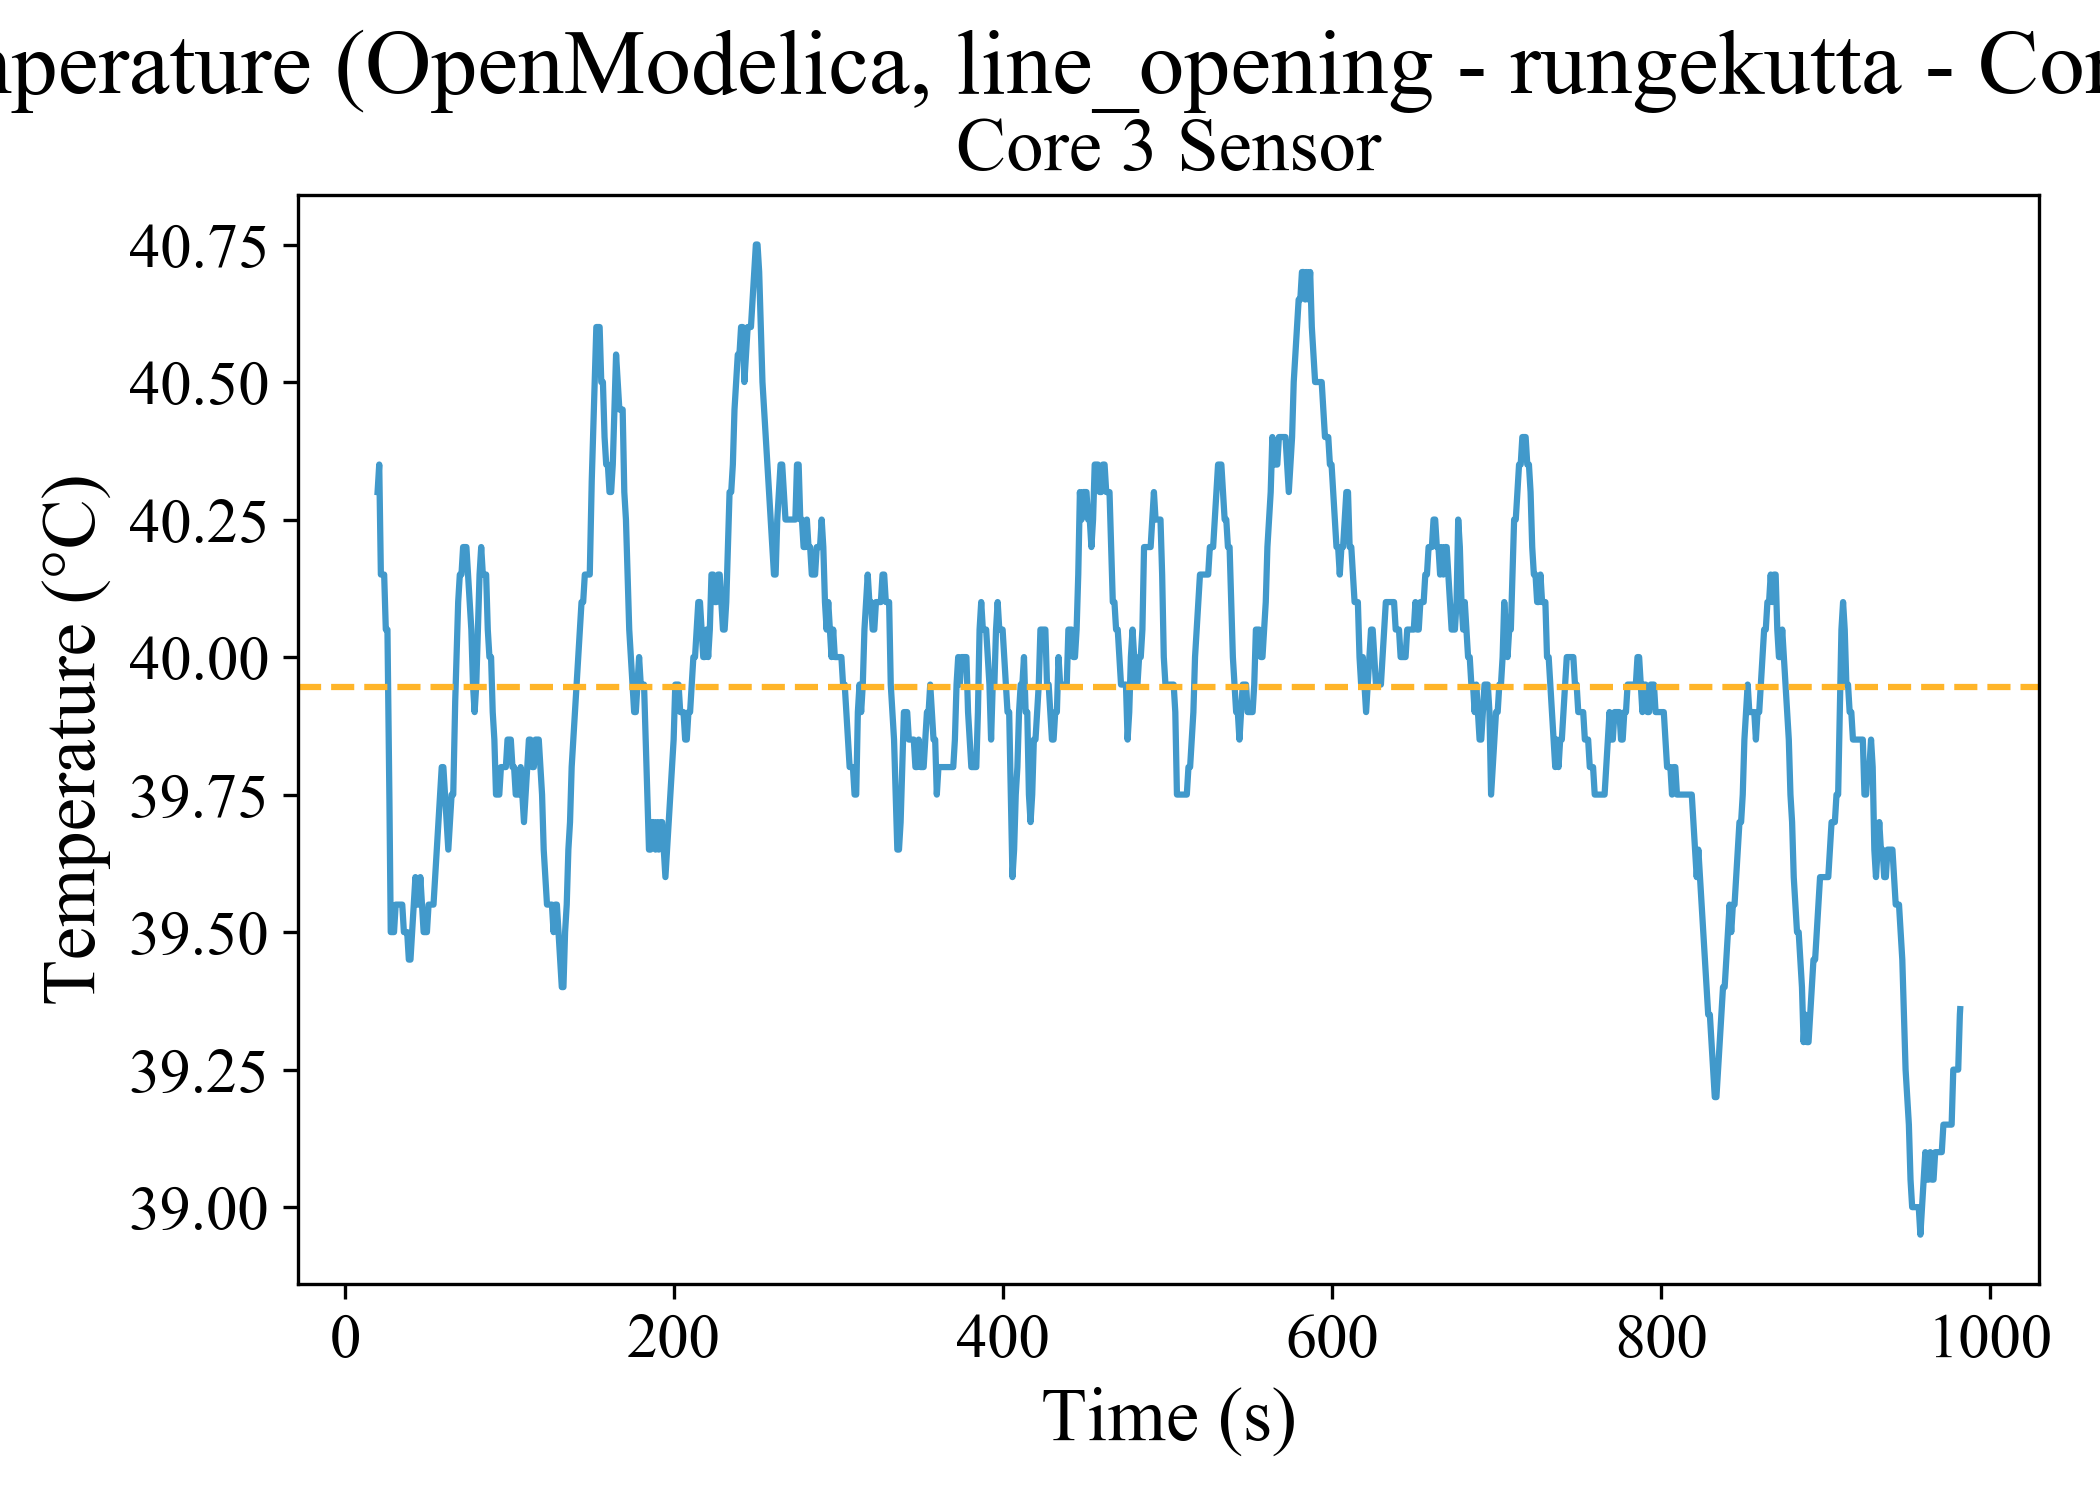 perature (OpenModelica, line_opening - rungekutta - Cor
Core 3 Sensor
40.75
40.50
40.25
40.00
39.75
39.50
39.25
39.00
Temperature (°C)
0 200 400 600 800 1000
Time (s)